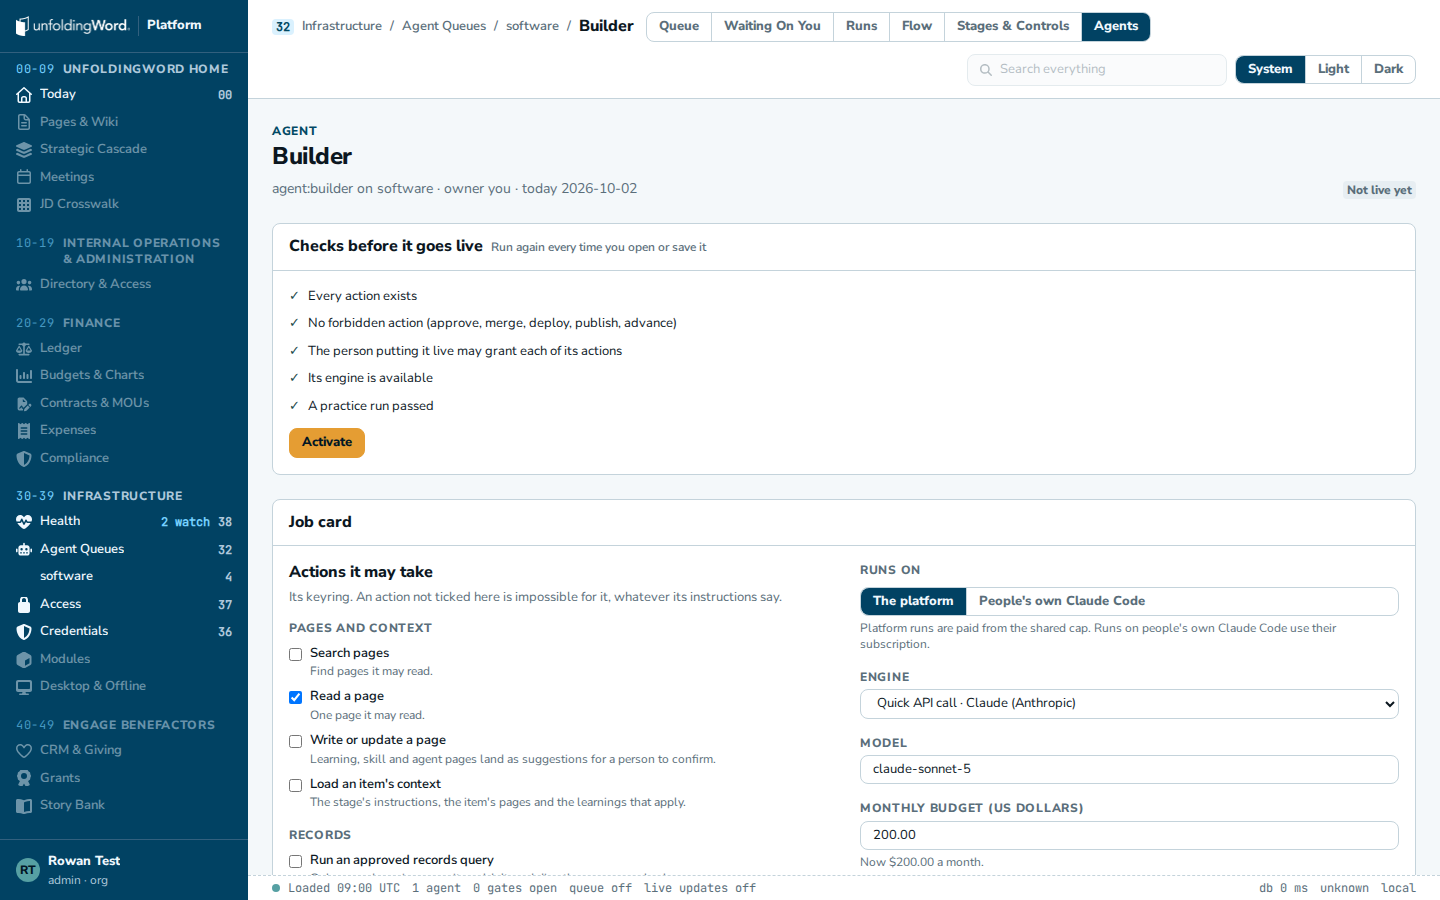 unfoldingWord Platform
00-09 UNFOLDINGWORD HOME
Today 00
Pages & Wiki
Strategic Cascade
Meetings
JD Crosswalk
10-19 INTERNAL OPERATIONS
& ADMINISTRATION
Directory & Access
20-29 FINANCE
Ledger
Budgets & Charts
Contracts & MOUs
Expenses
Compliance
30-39 INFRASTRUCTURE
Health 2 watch 38
Agent Queues 32
software 4
Access 37
Credentials 36
Modules
Desktop & Offline
40-49 ENGAGE BENEFACTORS
CRM & Giving
Grants
Story Bank
RT Rowan Test
admin · org
32 Infrastructure / Agent Queues / software / Builder
Queue Waiting On You Runs Flow Stages & Controls Agents
Search everything
System Light Dark
AGENT
Builder
agent:builder on software · owner you · today 2026-10-02
Not live yet
Checks before it goes live Run again every time you open or save it
✓ Every action exists
✓ No forbidden action (approve, merge, deploy, publish, advance)
✓ The person putting it live may grant each of its actions
✓ Its engine is available
✓ A practice run passed
Activate
Job card
Actions it may take
Its keyring. An action not ticked here is impossible for it, whatever its instructions say.
PAGES AND CONTEXT
Search pages
Find pages it may read.
Read a page
One page it may read.
Write or update a page
Learning, skill and agent pages land as suggestions for a person to confirm.
Load an item's context
The stage's instructions, the item's pages and the learnings that apply.
RECORDS
Run an approved records query
RUNS ON
The platform People's own Claude Code
Platform runs are paid from the shared cap. Runs on people's own Claude Code use their
subscription.
ENGINE
Quick API call · Claude (Anthropic)
MODEL
claude-sonnet-5
MONTHLY BUDGET (US DOLLARS)
200.00
Now $200.00 a month.
Loaded 09:00 UTC 1 agent 0 gates open queue off live updates off
db 0 ms unknown local